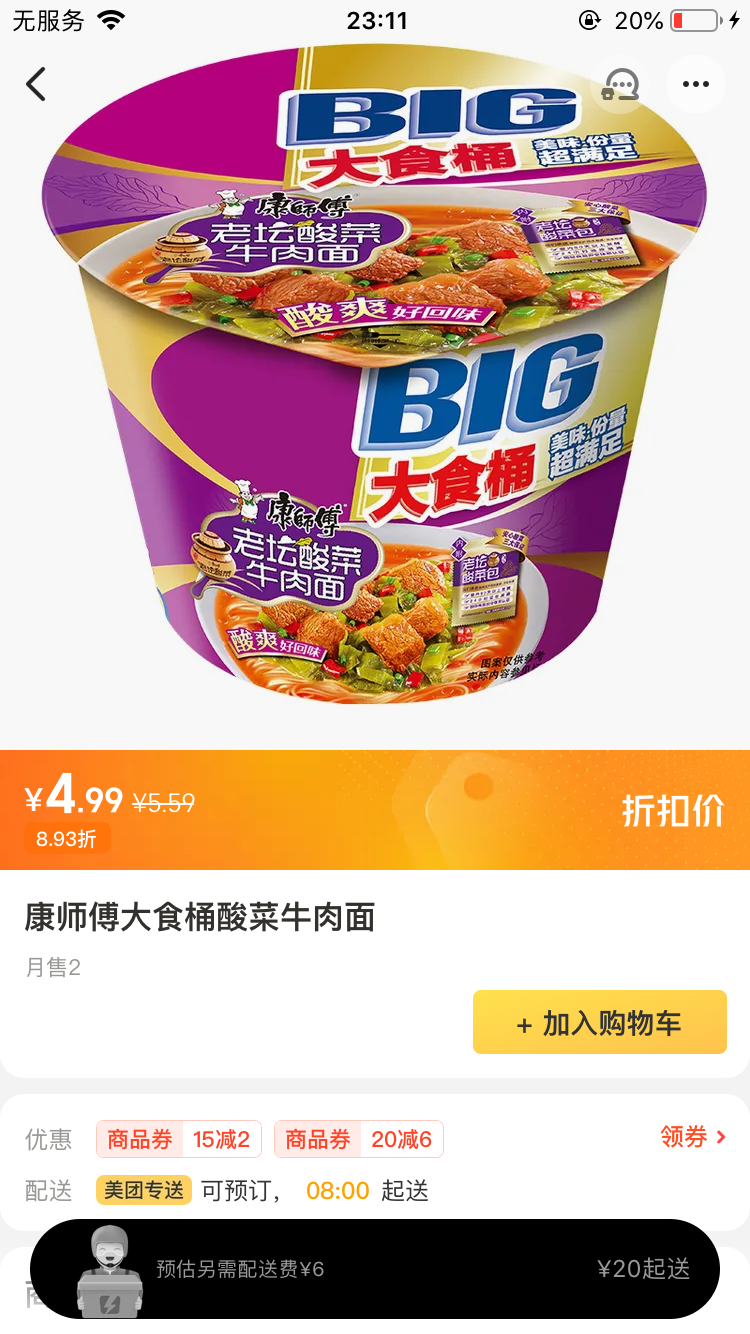 无服务
23:11
20%
BIG
大食桶
美味·份量
超满足
康師傅
老坛酸菜
牛肉面
老坛
酸菜包
酸爽好回味
BIG
大食桶
美味·份量
超满足
康師傅
老坛酸菜
牛肉面
老坛
酸菜包
酸爽好回味
图案仅供参考
¥4.99 ¥5.59
8.93折
折扣价
康师傅大食桶酸菜牛肉面
月售2
+ 加入购物车
优惠 商品券 15减2 商品券 20减6 领券
配送 美团专送 可预订， 08:00 起送
预估另需配送费¥6
¥20起送